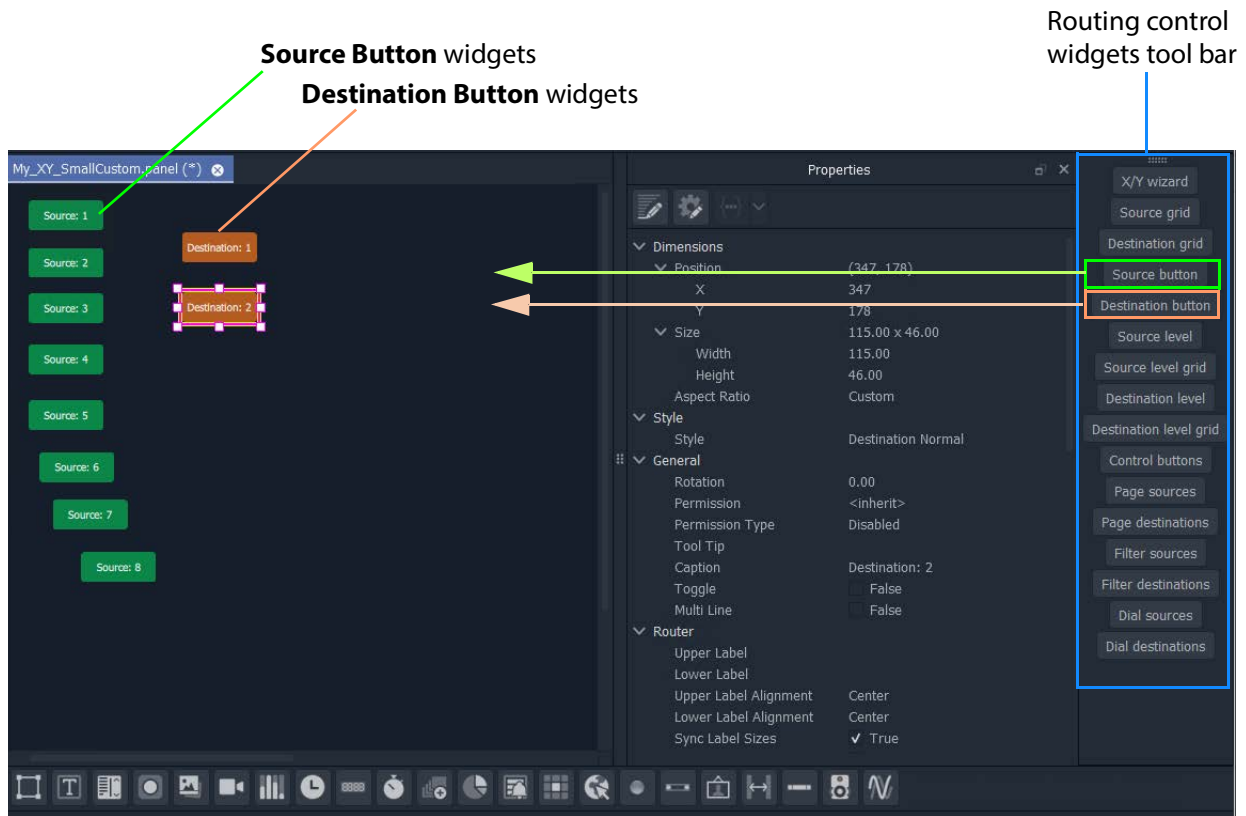 Routing control
widgets tool bar
Source Button widgets
Destination Button widgets
My_XY_SmallCustom.panel (*)
Source: 1
Source: 2
Source: 3
Source: 4
Source: 5
Source: 6
Source: 7
Source: 8
Destination: 1
Destination: 2
Properties
Dimensions
Position (347, 178)
X 347
Y 178
Size 115.00 x 46.00
Width 115.00
Height 46.00
Aspect Ratio Custom
Style
Style Destination Normal
General
Rotation 0.00
Permission <inherit>
Permission Type Disabled
Tool Tip
Caption Destination: 2
Toggle False
Multi Line False
Router
Upper Label
Lower Label
Upper Label Alignment Center
Lower Label Alignment Center
Sync Label Sizes True
X/Y wizard
Source grid
Destination grid
Source button
Destination button
Source level
Source level grid
Destination level
Destination level grid
Control buttons
Page sources
Page destinations
Filter sources
Filter destinations
Dial sources
Dial destinations
T
8888